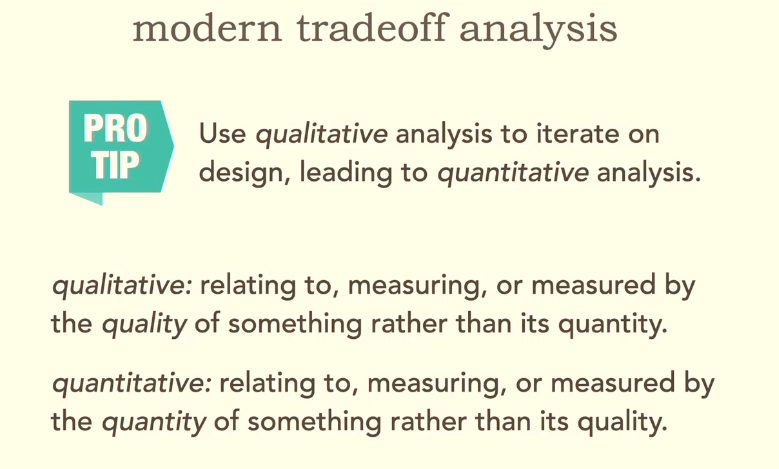 modern tradeoff analysis
PRO
TIP
Use qualitative analysis to iterate on
design, leading to quantitative analysis.
qualitative: relating to, measuring, or measured by
the quality of something rather than its quantity.
quantitative: relating to, measuring, or measured by
the quantity of something rather than its quality.